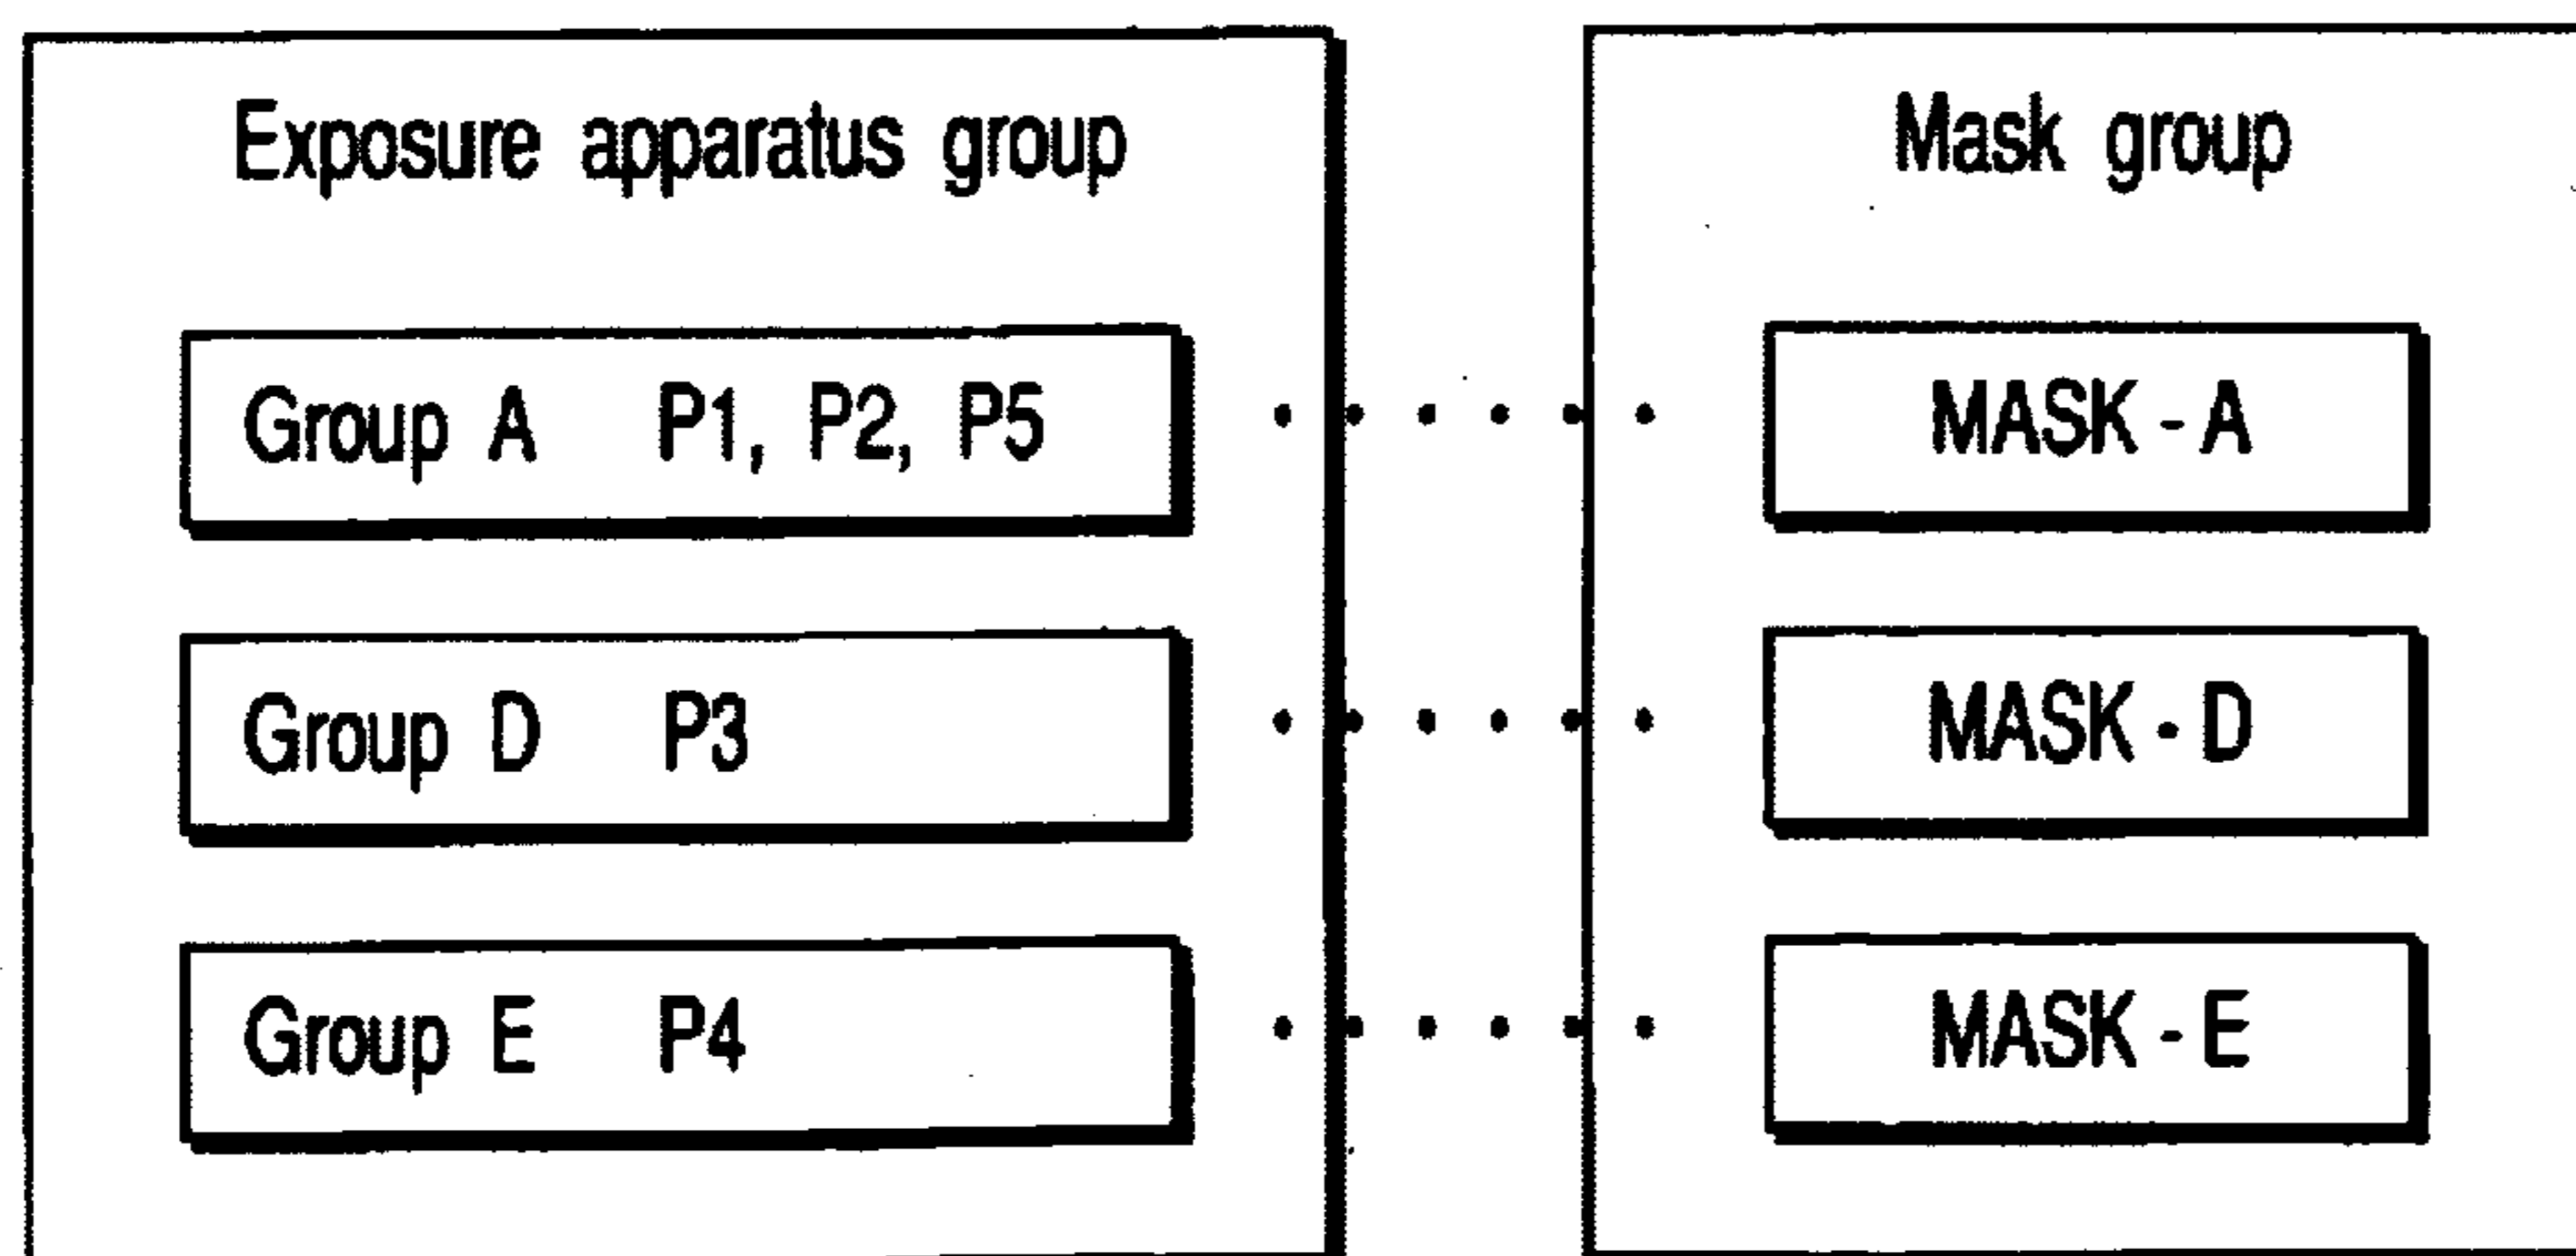 Exposure apparatus group
Group A P1, P2, P5
Group D P3
Group E P4
Mask group
MASK - A
MASK - D
MASK - E